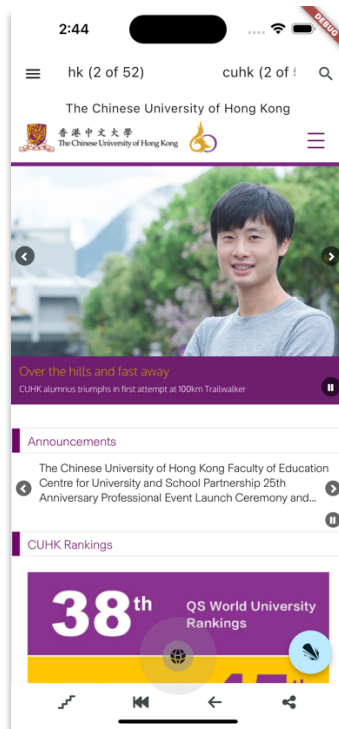 2:44
DEBUG
hk (2 of 52)
cuhk (2 of
The Chinese University of Hong Kong
香港中文大學
The Chinese University of Hong Kong
Over the hills and fast away
CUHK alumnus triumphs in first attempt at 100km Trailwalker
Announcements
The Chinese University of Hong Kong Faculty of Education
Centre for University and School Partnership 25th
Anniversary Professional Event Launch Ceremony and...
CUHK Rankings
38th
QS World University
Rankings